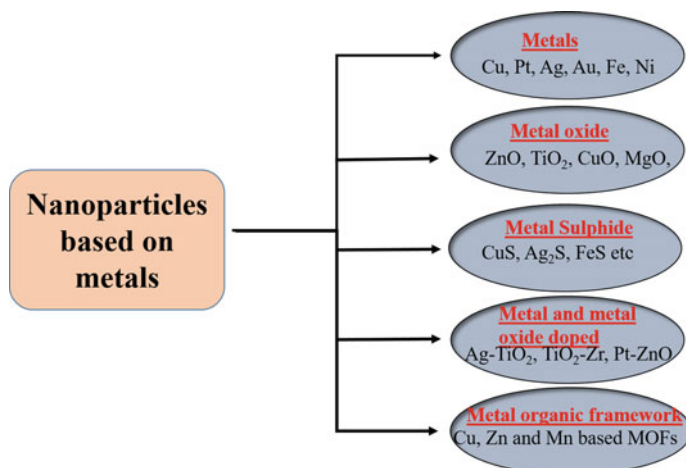 Nanoparticles
based on
metals
Metals
Cu, Pt, Ag, Au, Fe, Ni
Metal oxide
ZnO, TiO₂, CuO, MgO,
Metal Sulphide
CuS, Ag₂S, FeS etc
Metal and metal
oxide doped
Ag-TiO₂, TiO₂-Zr, Pt-ZnO
Metal organic framework
Cu, Zn and Mn based MOFs